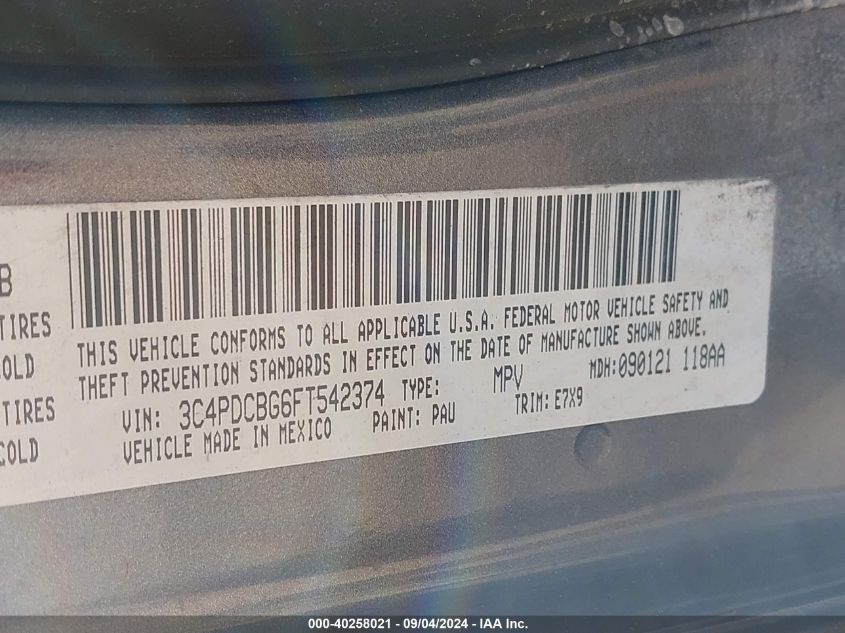 B
TIRES
COLD
TIRES
COLD
THIS VEHICLE CONFORMS TO ALL APPLICABLE U.S.A. FEDERAL MOTOR VEHICLE SAFETY AND
THEFT PREVENTION STANDARDS IN EFFECT ON THE DATE OF MANUFACTURE SHOWN ABOVE.
VIN: 3C4PDCBG6FT542374 TYPE: MPV MDH:090121 118AA
VEHICLE MADE IN MEXICO PAINT: PAU TRIM: E7X9
000-40258021 - 09/04/2024 - IAA Inc.